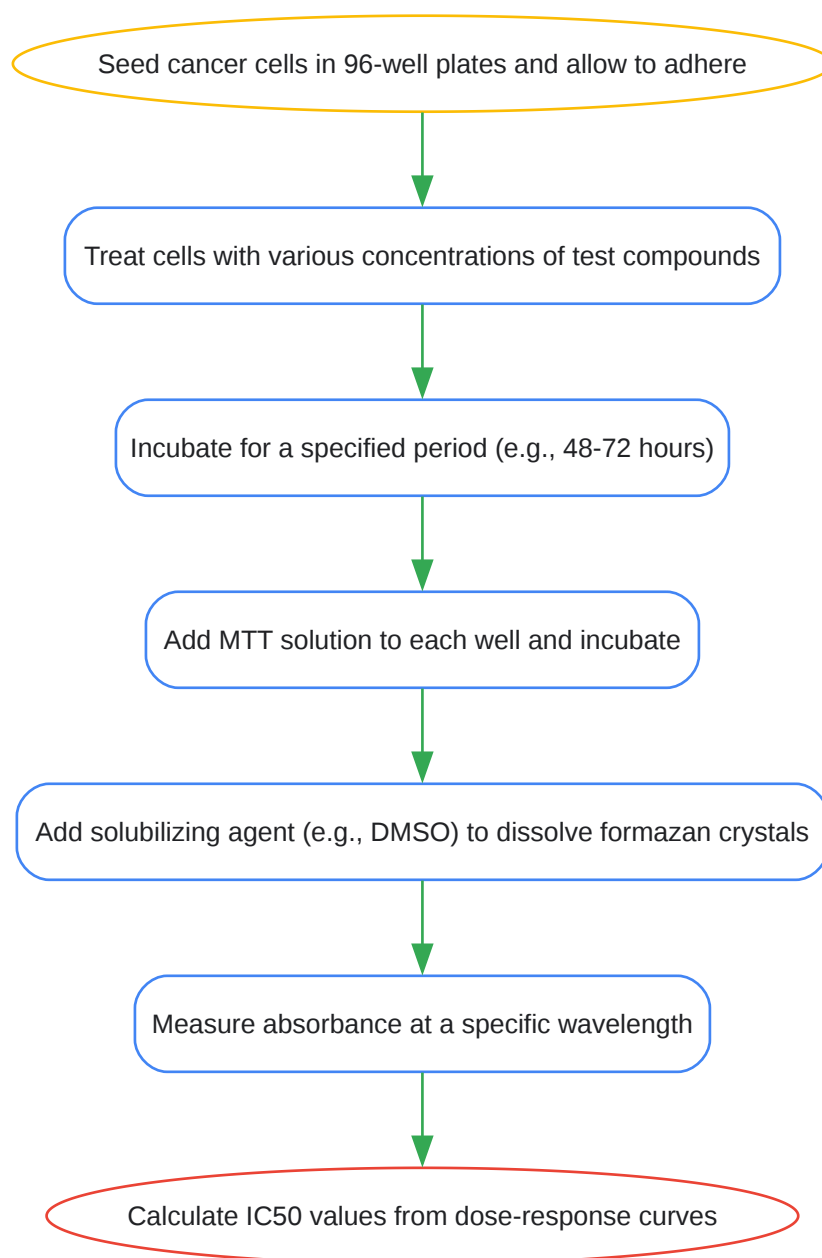 Seed cancer cells in 96-well plates and allow to adhere
Treat cells with various concentrations of test compounds
Incubate for a specified period (e.g., 48-72 hours)
Add MTT solution to each well and incubate
Add solubilizing agent (e.g., DMSO) to dissolve formazan crystals
Measure absorbance at a specific wavelength
Calculate IC50 values from dose-response curves